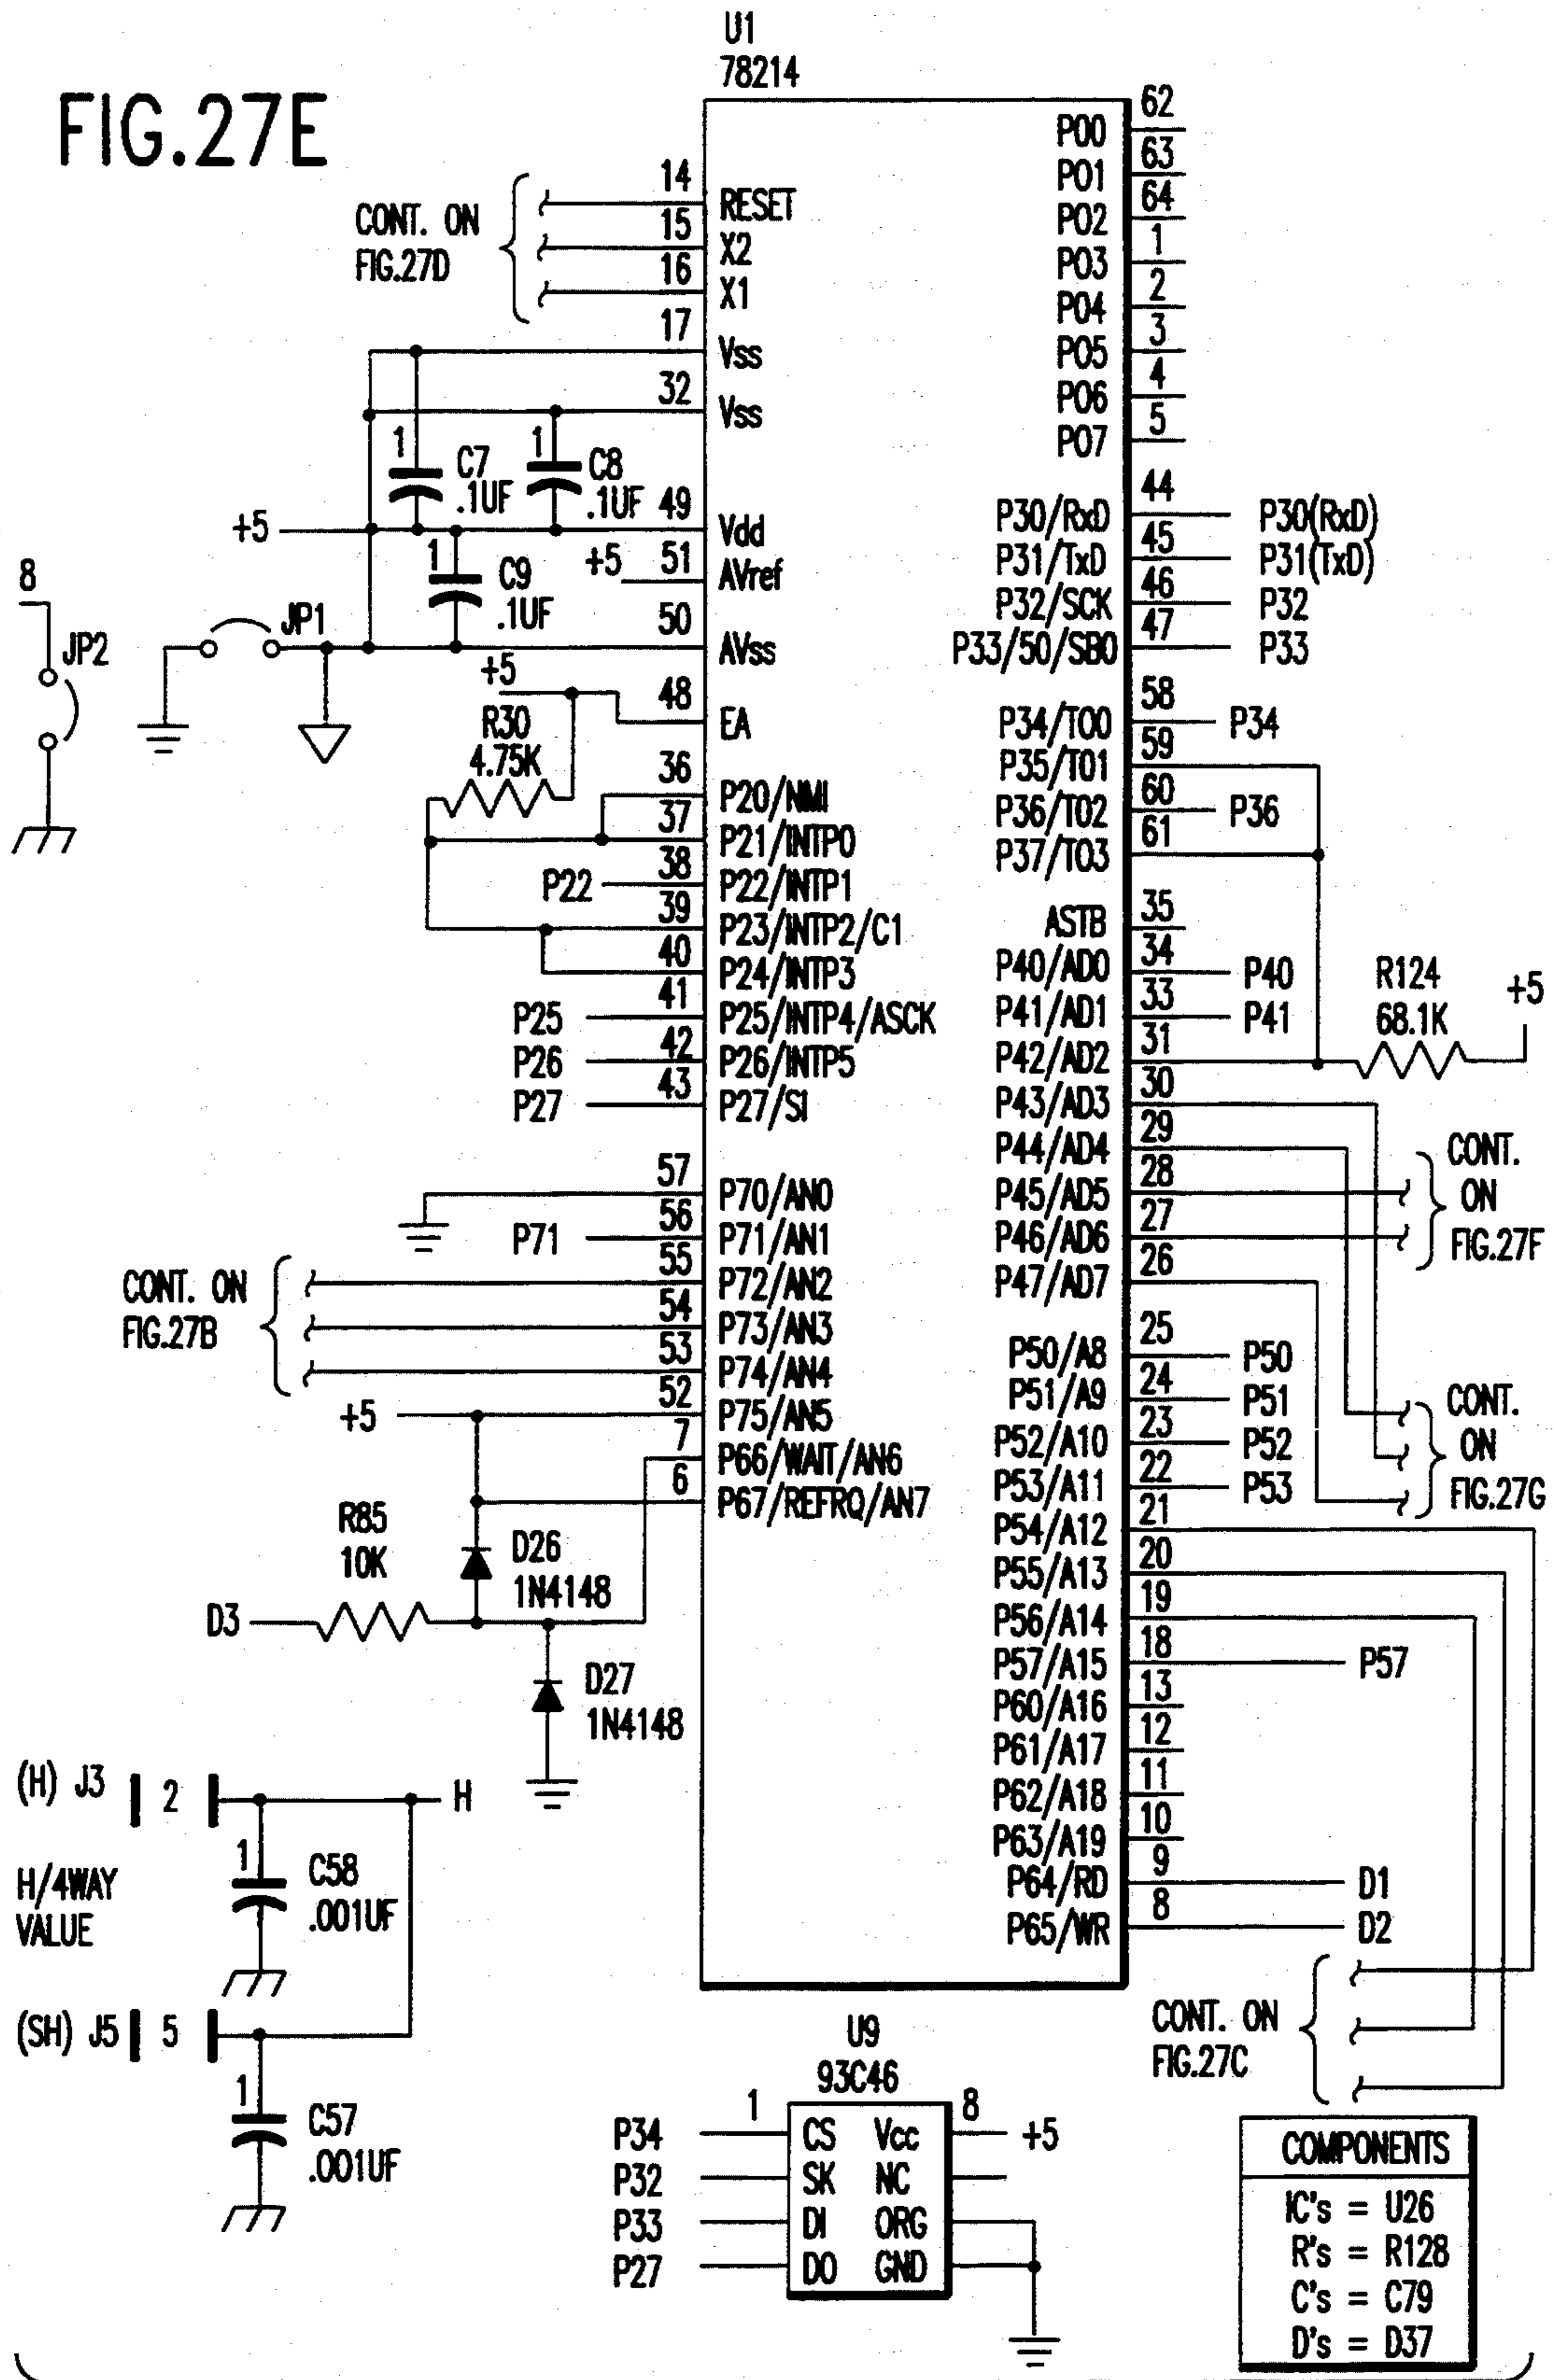 FIG.27E
U1
78214
CONT. ON
FIG.27D
14
RESET
15
X2
16
X1
17
Vss
32
Vss
1
C7
.1UF
1
C8
.1UF
+5
49
Vdd
+5
51
AVref
1
C9
.1UF
50
AVss
8
JP2
JP1
+5
48
EA
R30
4.75K
36
P20/NMI
37
P21/INTP0
P22
38
P22/INTP1
39
P23/INTP2/C1
40
P24/INTP3
P25
41
P25/INTP4/ASCK
P26
42
P26/INTP5
P27
43
P27/SI
57
P70/AN0
P71
56
P71/AN1
CONT. ON
FIG.27B
55
P72/AN2
54
P73/AN3
53
P74/AN4
+5
52
P75/AN5
7
P66/WAIT/AN6
6
P67/REFRQ/AN7
R85
10K
D3
D26
1N4148
D27
1N4148
P00
62
P01
63
P02
64
P03
1
P04
2
P05
3
P06
4
P07
5
P30/RxD
44
P30(RxD)
P31/TxD
45
P31(TxD)
P32/SCK
46
P32
P33/50/SB0
47
P33
P34/T00
58
P34
P35/T01
59
P36/T02
60
P36
P37/T03
61
ASTB
35
P40/AD0
34
P40
P41/AD1
33
P41
R124
68.1K
+5
P42/AD2
31
P43/AD3
30
P44/AD4
29
P45/AD5
28
P46/AD6
27
P47/AD7
26
CONT.
ON
FIG.27F
P50/A8
25
P50
P51/A9
24
P51
P52/A10
23
P52
P53/A11
22
P53
CONT.
ON
FIG.27G
P54/A12
21
P55/A13
20
P56/A14
19
P57/A15
18
P57
P60/A16
13
P61/A17
12
P62/A18
11
P63/A19
10
P64/RD
9
D1
P65/WR
8
D2
CONT. ON
FIG.27C
(H) J3
2
H
1
C58
.001UF
H/4WAY
VALUE
(SH) J5
5
1
C57
.001UF
U9
93C46
P34
1
CS
Vcc
8
+5
P32
SK
NC
P33
DI
ORG
P27
DO
GND
COMPONENTS
IC's = U26
R's = R128
C's = C79
D's = D37